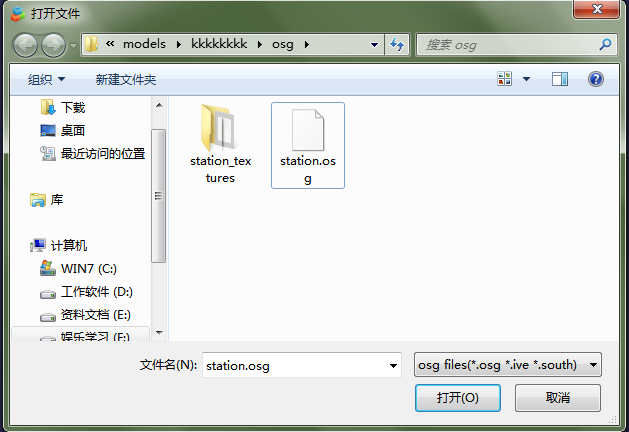 打开文件
« models ▸ kkkkkkkk ▸ osg ▸
搜索 osg
组织 新建文件夹
下载
桌面
最近访问的位置
库
计算机
WIN7 (C:)
工作软件 (D:)
资料文档 (E:)
娱乐学习 (F:)
station_tex
tures
station.os
g
文件名(N): station.osg
osg files(*.osg *.ive *.south)
打开(O) 取消